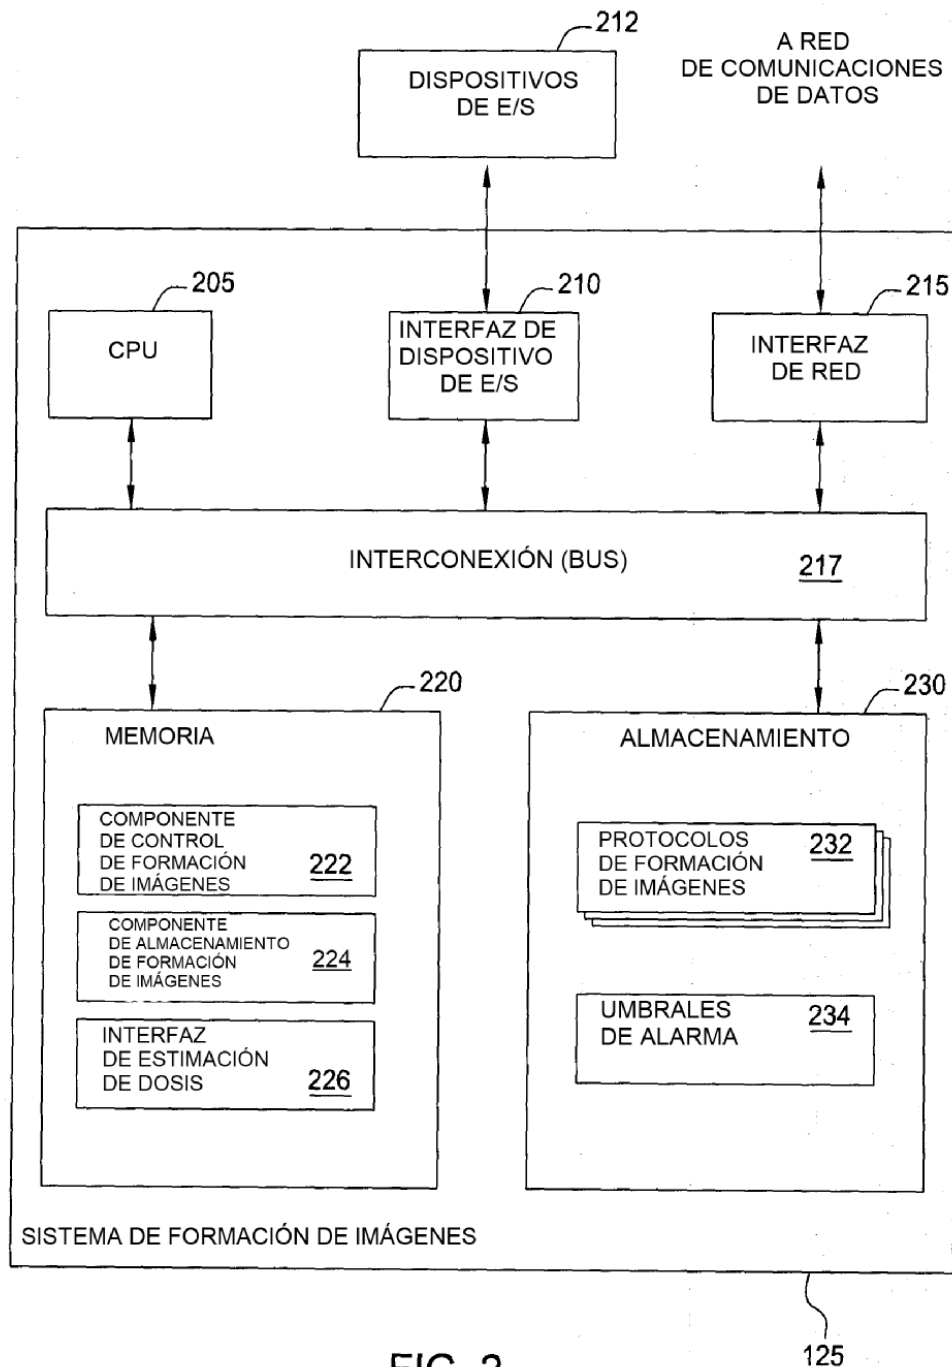 212
DISPOSITIVOS
DE E/S
A RED
DE COMUNICACIONES
DE DATOS
205
CPU
210
INTERFAZ DE
DISPOSITIVO
DE E/S
215
INTERFAZ
DE RED
INTERCONEXIÓN (BUS)
217
220
MEMORIA
COMPONENTE
DE CONTROL
DE FORMACIÓN
DE IMÁGENES
222
COMPONENTE
DE ALMACENAMIENTO
DE FORMACIÓN
DE IMÁGENES
224
INTERFAZ
DE ESTIMACIÓN
DE DOSIS
226
230
ALMACENAMIENTO
PROTOCOLOS
DE FORMACIÓN
DE IMÁGENES
232
UMBRALES
DE ALARMA
234
SISTEMA DE FORMACIÓN DE IMÁGENES
125
FIG. 2